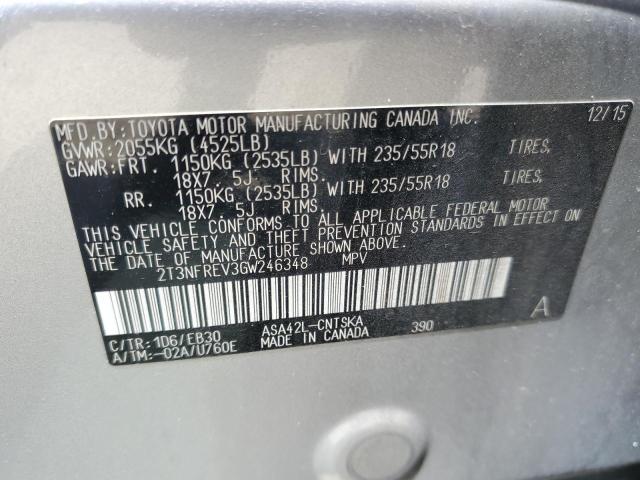 MFD.BY:TOYOTA MOTOR MANUFACTURING CANADA INC. 12/15
GVWR:2055KG (4525LB)
GAWR:FRT. 1150KG (2535LB) WITH 235/55R18 TIRES,
18X7. 5J RIMS.
RR. 1150KG (2535LB) WITH 235/55R18 TIRES,
18X7. 5J RIMS.
THIS VEHICLE CONFORMS TO ALL APPLICABLE FEDERAL MOTOR
VEHICLE SAFETY AND THEFT PREVENTION STANDARDS IN EFFECT ON
THE DATE OF MANUFACTURE SHOWN ABOVE.
2T3NFREV3GW246348 MPV
A
C/TR:1D6/EB30 ASA42L-CNTSKA 390
A/TM:-02A/U760E MADE IN CANADA